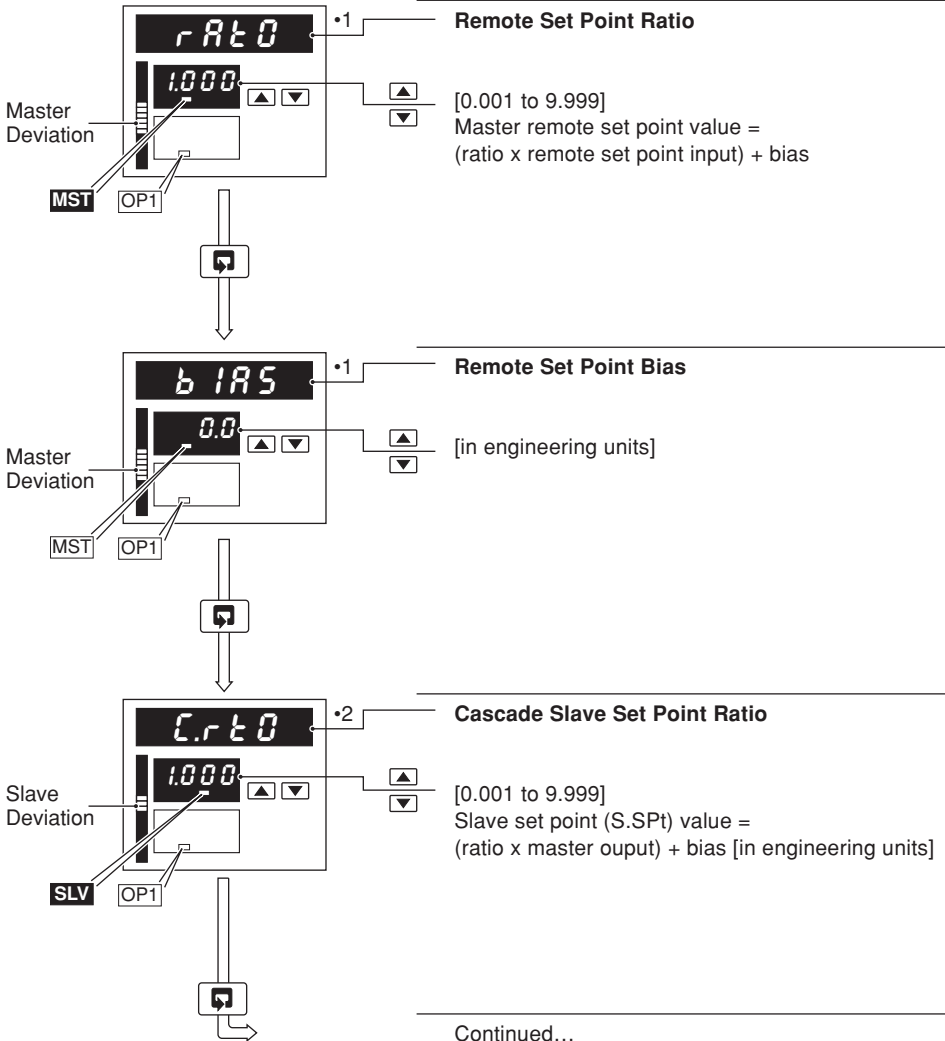 rAt0
•1
Remote Set Point Ratio
1.000
[0.001 to 9.999]
Master remote set point value =
(ratio x remote set point input) + bias
Master
Deviation
MST
OP1
bIAS
•1
Remote Set Point Bias
0.0
[in engineering units]
Master
Deviation
MST
OP1
C.rt0
•2
Cascade Slave Set Point Ratio
1.000
[0.001 to 9.999]
Slave set point (S.SPt) value =
(ratio x master ouput) + bias [in engineering units]
Slave
Deviation
SLV
OP1
Continued…